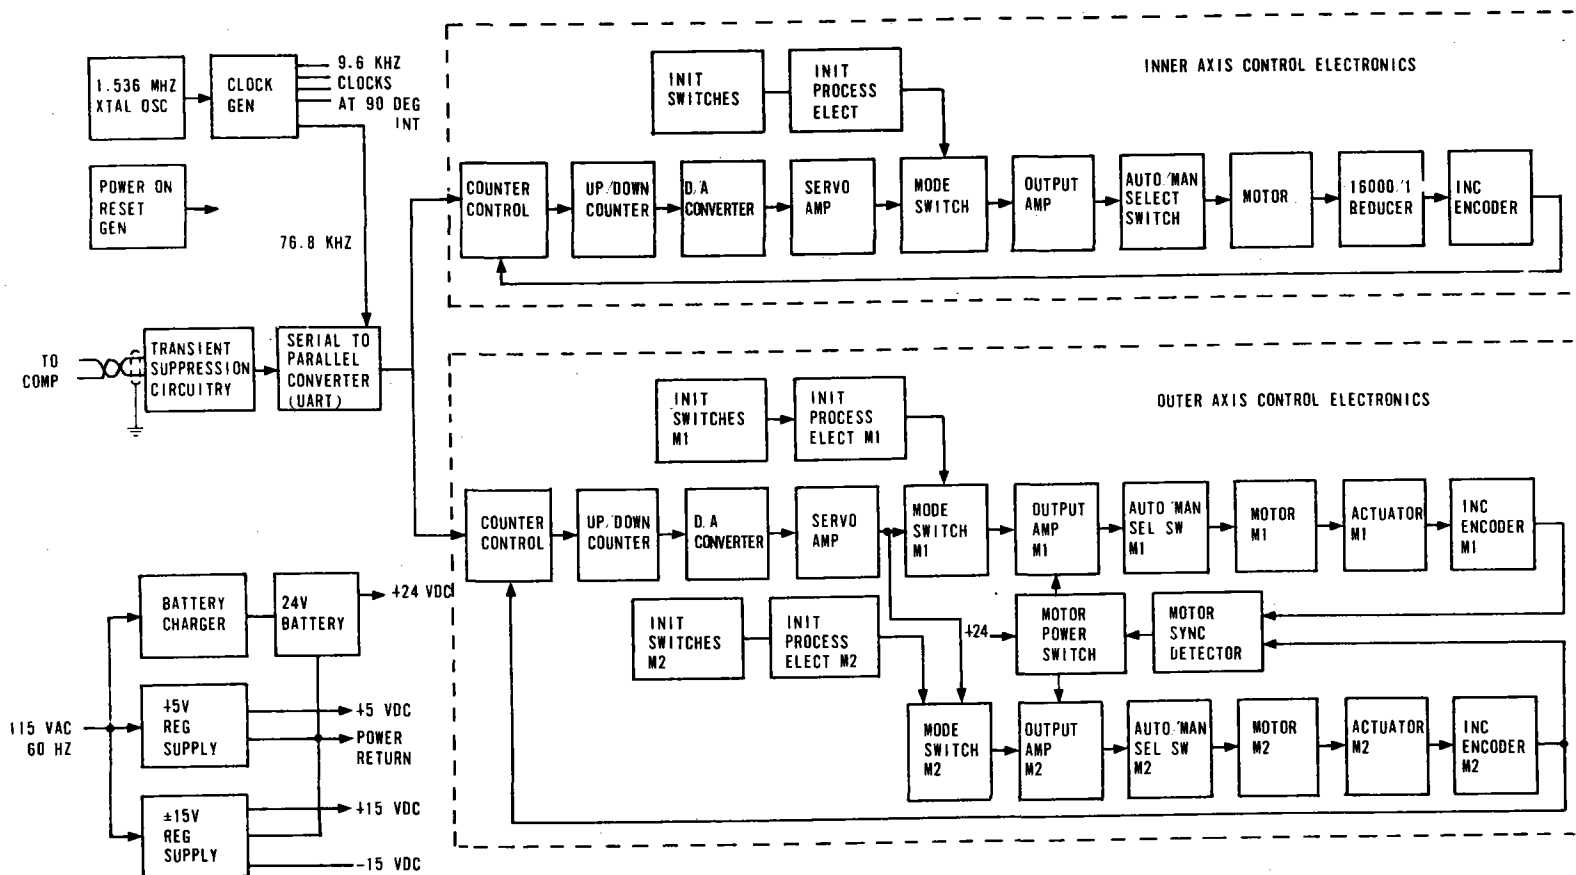 1.536 MHZ
XTAL OSC
CLOCK
GEN
9.6 KHZ
CLOCKS
AT 90 DEG
INT
POWER ON
RESET
GEN
76.8 KHZ
TO
COMP
TRANSIENT
SUPPRESSION
CIRCUITRY
SERIAL TO
PARALLEL
CONVERTER
(UART)
INNER AXIS CONTROL ELECTRONICS
INIT
SWITCHES
INIT
PROCESS
ELECT
COUNTER
CONTROL
UP/DOWN
COUNTER
D/A
CONVERTER
SERVO
AMP
MODE
SWITCH
OUTPUT
AMP
AUTO/MAN
SELECT
SWITCH
MOTOR
16000/1
REDUCER
INC
ENCODER
OUTER AXIS CONTROL ELECTRONICS
INIT
SWITCHES
M1
INIT
PROCESS
ELECT M1
COUNTER
CONTROL
UP/DOWN
COUNTER
D/A
CONVERTER
SERVO
AMP
MODE
SWITCH
M1
OUTPUT
AMP
M1
AUTO/MAN
SEL SW
M1
MOTOR
M1
ACTUATOR
M1
INC
ENCODER
M1
INIT
SWITCHES
M2
INIT
PROCESS
ELECT M2
+24
MOTOR
POWER
SWITCH
MOTOR
SYNC
DETECTOR
MODE
SWITCH
M2
OUTPUT
AMP
M2
AUTO/MAN
SEL SW
M2
MOTOR
M2
ACTUATOR
M2
INC
ENCODER
M2
115 VAC
60 HZ
BATTERY
CHARGER
24V
BATTERY
+24 VDC
+5V
REG
SUPPLY
+5 VDC
POWER
RETURN
±15V
REG
SUPPLY
+15 VDC
-15 VDC